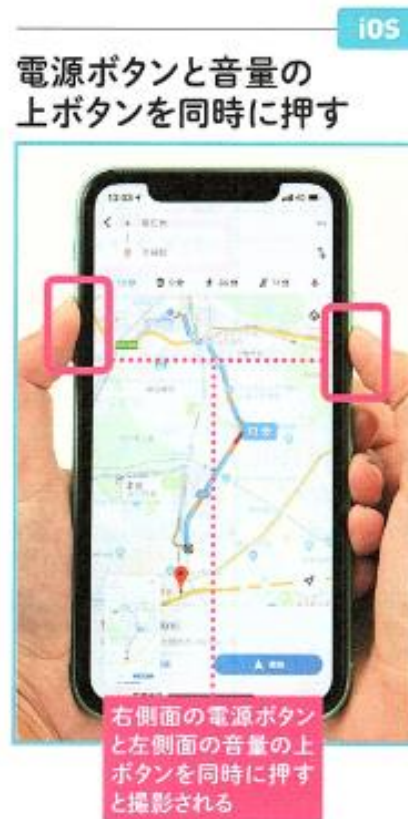 iOS
電源ボタンと音量の
上ボタンを同時に押す
右側面の電源ボタン
と左側面の音量の上
ボタンを同時に押す
と撮影される